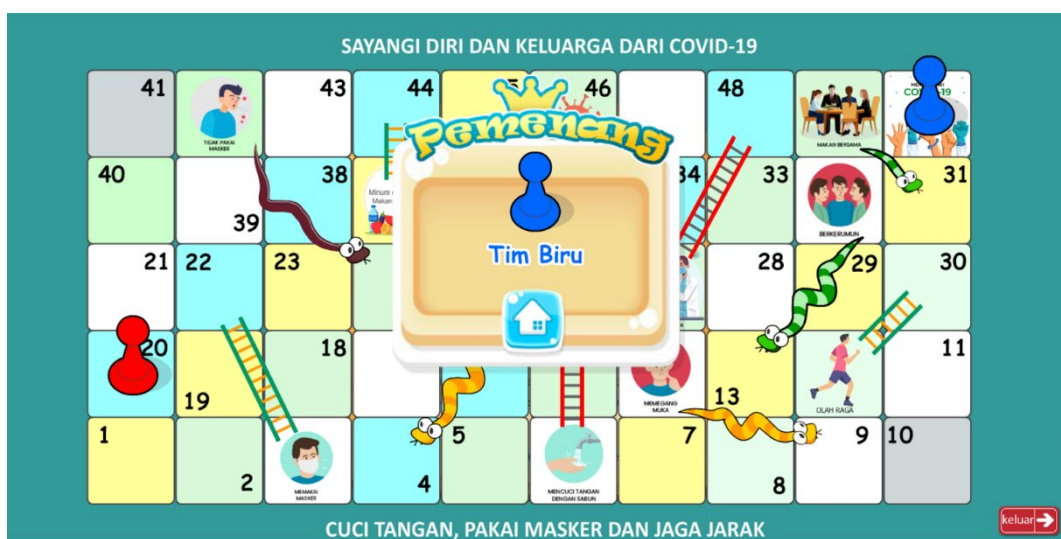 SAYANGI DIRI DAN KELUARGA DARI COVID-19
41
TIDAK PAKAI
MASKER
43
44
46
48
MAKAN BERSAMA
Pemenang
40
39
38
Minum
Makan
34
33
BERKERUMUN
31
21
22
23
Tim Biru
28
29
30
20
19
18
MEMEGANG
MUKA
13
OLAH RAGA
11
1
2
MEMAKAI
MASKER
4
5
MENCUCI TANGAN
DENGAN SABUN
7
8
9
10
CUCI TANGAN, PAKAI MASKER DAN JAGA JARAK
keluar